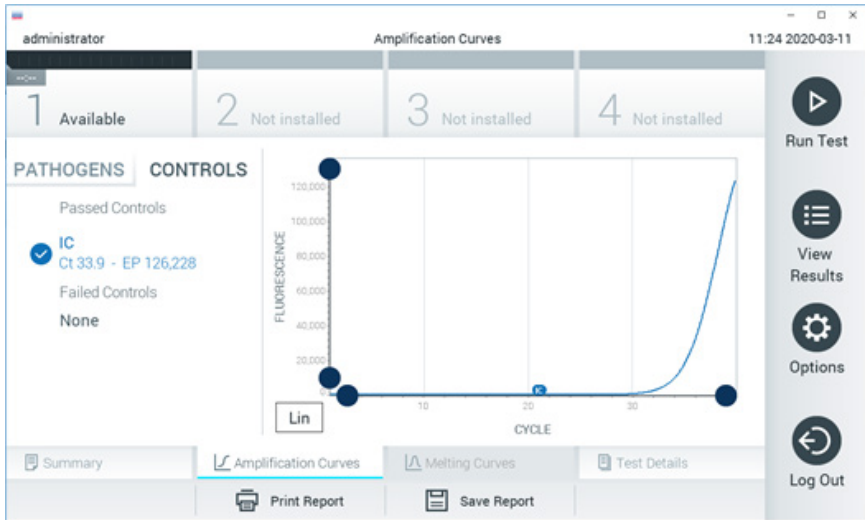 administrator
Amplification Curves
11:24 2020-03-11
--:--
1 Available
2 Not installed
3 Not installed
4 Not installed
Run Test
PATHOGENS
CONTROLS
Passed Controls
IC
Ct 33.9 - EP 126,228
Failed Controls
None
FLUORESCENCE
120,000
100,000
80,000
60,000
40,000
20,000
0
IC
10
30
CYCLE
Lin
View
Results
Options
Log Out
Summary
Amplification Curves
Melting Curves
Test Details
Print Report
Save Report